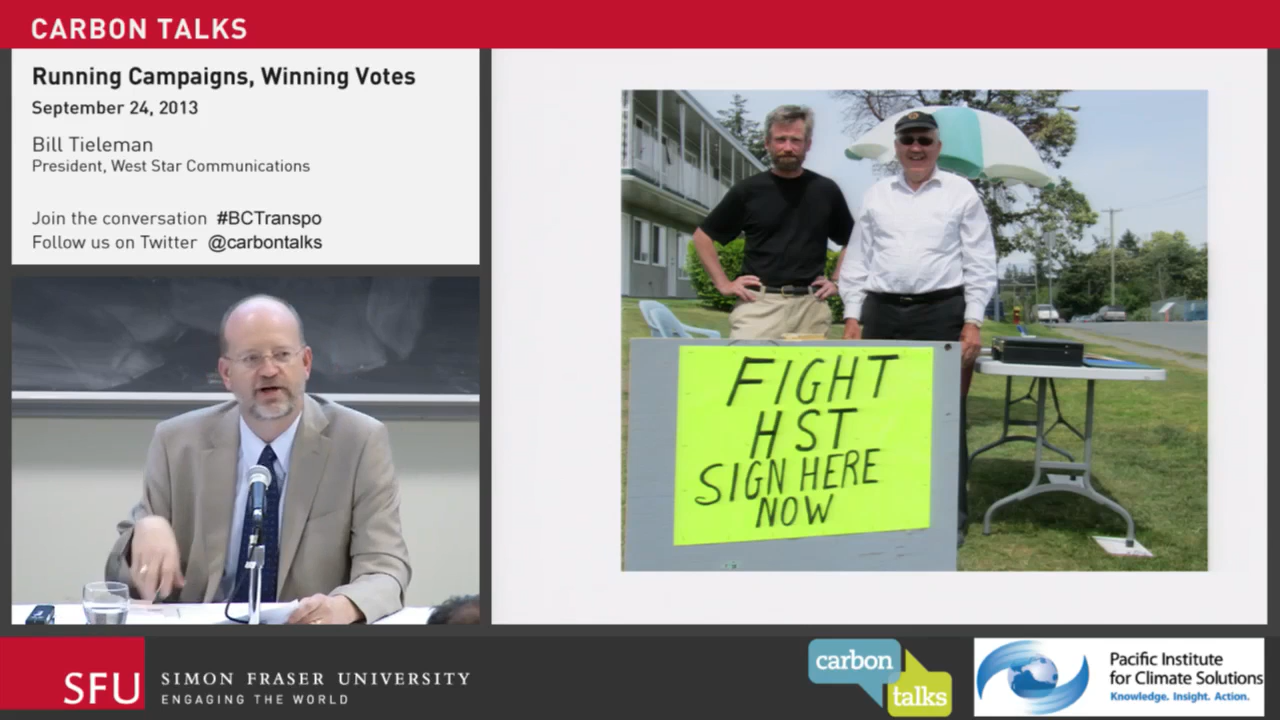 CARBON TALKS
Running Campaigns, Winning Votes
September 24, 2013
Bill Tieleman
President, West Star Communications
Join the conversation #BCTranspo
Follow us on Twitter @carbontalks
FIGHT
HST
SIGN HERE
NOW
SFU
SIMON FRASER UNIVERSITY
ENGAGING THE WORLD
carbon
talks
Pacific Institute
for Climate Solutions
Knowledge. Insight. Action.